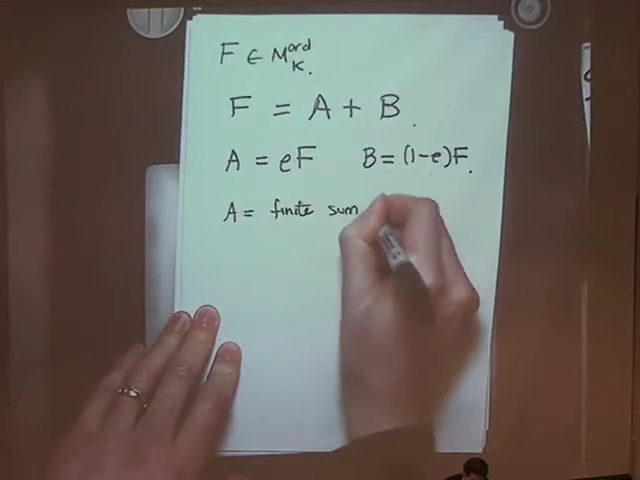 F ∈ M^ord_K.
F = A + B.
A = eF B = (1-e)F.
A = finite sum